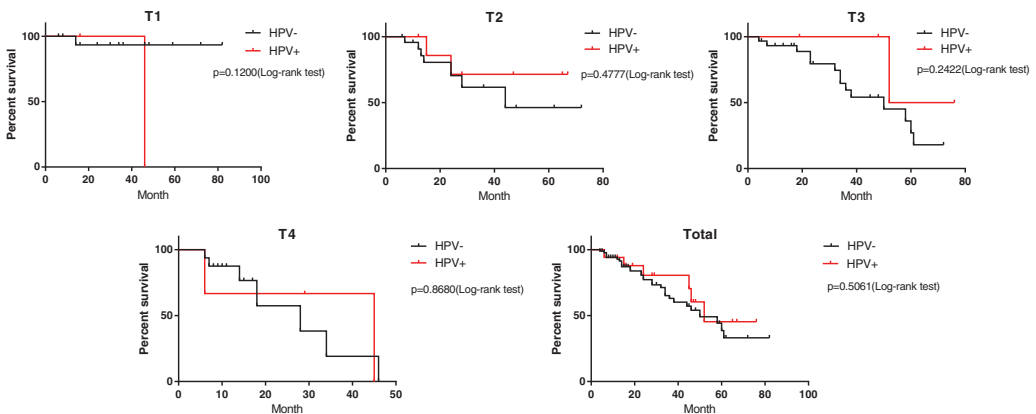 T1
HPV-
HPV+
p=0.1200(Log-rank test)
Percent survival
100
50
0
0 20 40 60 80 100
Month
T2
HPV-
HPV+
p=0.4777(Log-rank test)
Percent survival
100
50
0
0 20 40 60 80
Month
T3
HPV-
HPV+
p=0.2422(Log-rank test)
Percent survival
100
50
0
0 20 40 60 80
Month
T4
HPV-
HPV+
p=0.8680(Log-rank test)
Percent survival
100
50
0
0 10 20 30 40 50
Month
Total
HPV-
HPV+
p=0.5061(Log-rank test)
Percent survival
100
50
0
0 20 40 60 80 100
Month